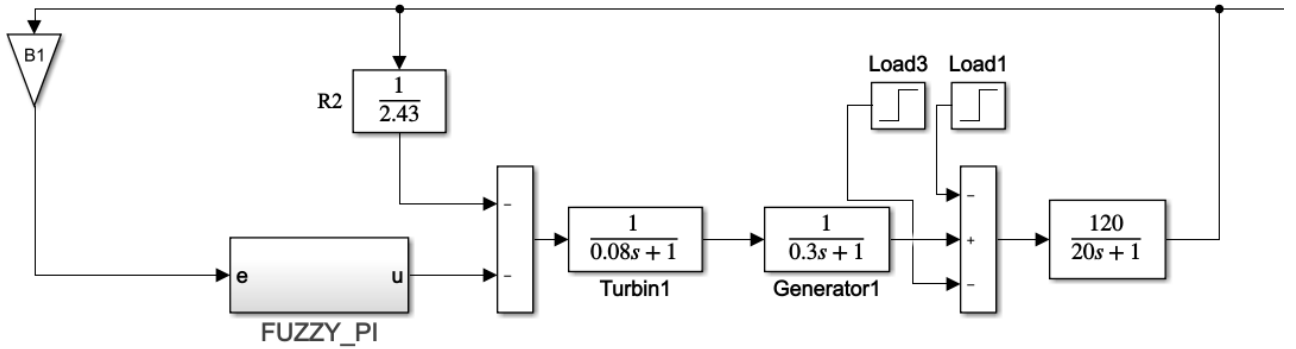 B1
Load3 Load1
R2
1
2.43
-
-
1
0.08s + 1
Turbin1
1
0.3s + 1
Generator1
-
+
-
120
20s + 1
e
u
FUZZY_PI